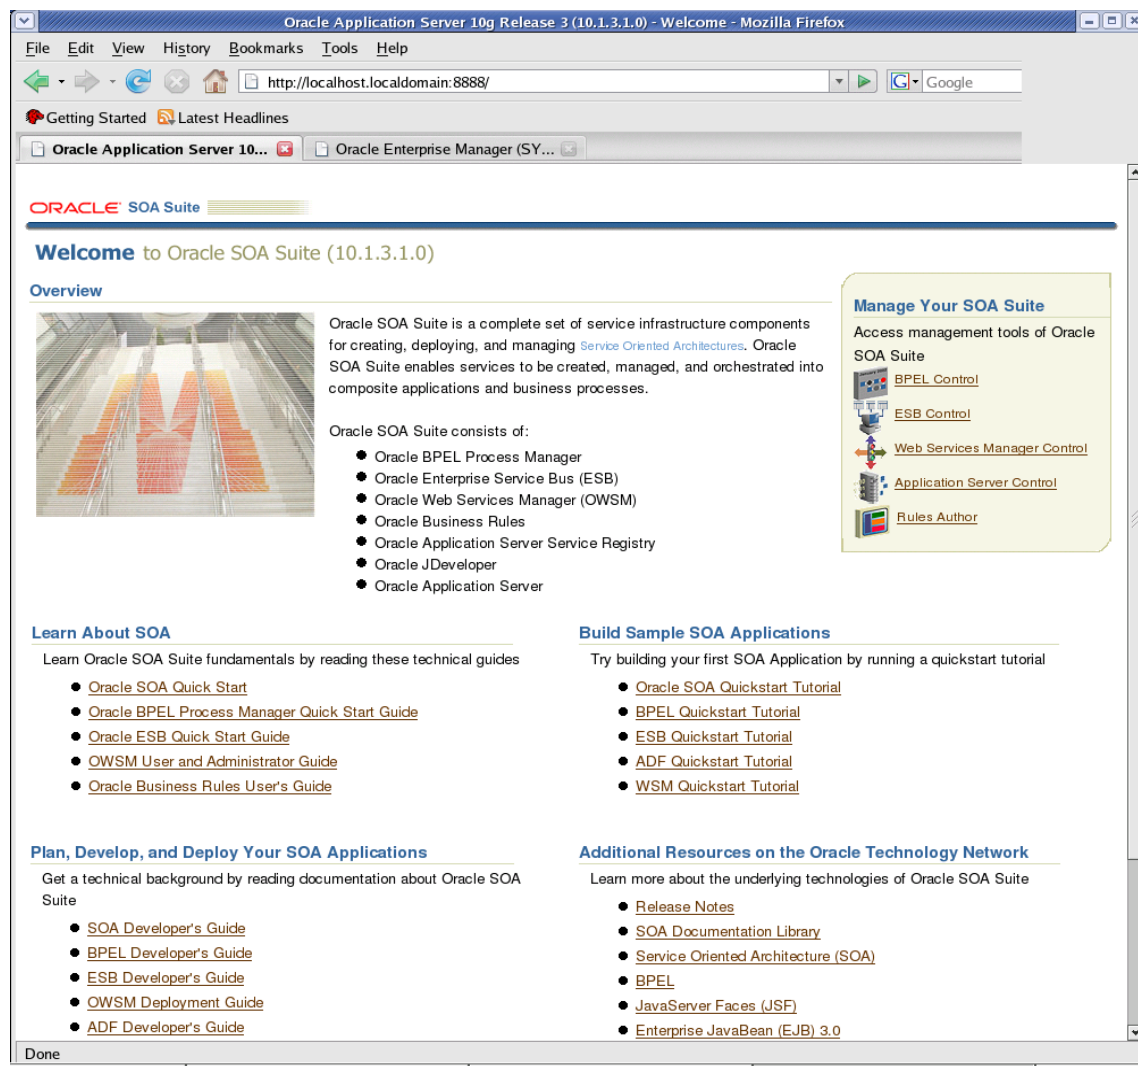 Oracle Application Server 10g Release 3 (10.1.3.1.0) - Welcome - Mozilla Firefox
File Edit View History Bookmarks Tools Help
http://localhost.localdomain:8888/
G Google
Getting Started Latest Headlines
Oracle Application Server 10... Oracle Enterprise Manager (SY...
ORACLE SOA Suite
Welcome to Oracle SOA Suite (10.1.3.1.0)
Overview
Oracle SOA Suite is a complete set of service infrastructure components
for creating, deploying, and managing Service Oriented Architectures. Oracle
SOA Suite enables services to be created, managed, and orchestrated into
composite applications and business processes.
Oracle SOA Suite consists of:
Oracle BPEL Process Manager
Oracle Enterprise Service Bus (ESB)
Oracle Web Services Manager (OWSM)
Oracle Business Rules
Oracle Application Server Service Registry
Oracle JDeveloper
Oracle Application Server
Manage Your SOA Suite
Access management tools of Oracle
SOA Suite
BPEL Control
ESB Control
Web Services Manager Control
Application Server Control
Rules Author
Learn About SOA
Learn Oracle SOA Suite fundamentals by reading these technical guides
Oracle SOA Quick Start
Oracle BPEL Process Manager Quick Start Guide
Oracle ESB Quick Start Guide
OWSM User and Administrator Guide
Oracle Business Rules User's Guide
Build Sample SOA Applications
Try building your first SOA Application by running a quickstart tutorial
Oracle SOA Quickstart Tutorial
BPEL Quickstart Tutorial
ESB Quickstart Tutorial
ADF Quickstart Tutorial
WSM Quickstart Tutorial
Plan, Develop, and Deploy Your SOA Applications
Get a technical background by reading documentation about Oracle SOA
Suite
SOA Developer's Guide
BPEL Developer's Guide
ESB Developer's Guide
OWSM Deployment Guide
ADF Developer's Guide
Additional Resources on the Oracle Technology Network
Learn more about the underlying technologies of Oracle SOA Suite
Release Notes
SOA Documentation Library
Service Oriented Architecture (SOA)
BPEL
JavaServer Faces (JSF)
Enterprise JavaBean (EJB) 3.0
Done